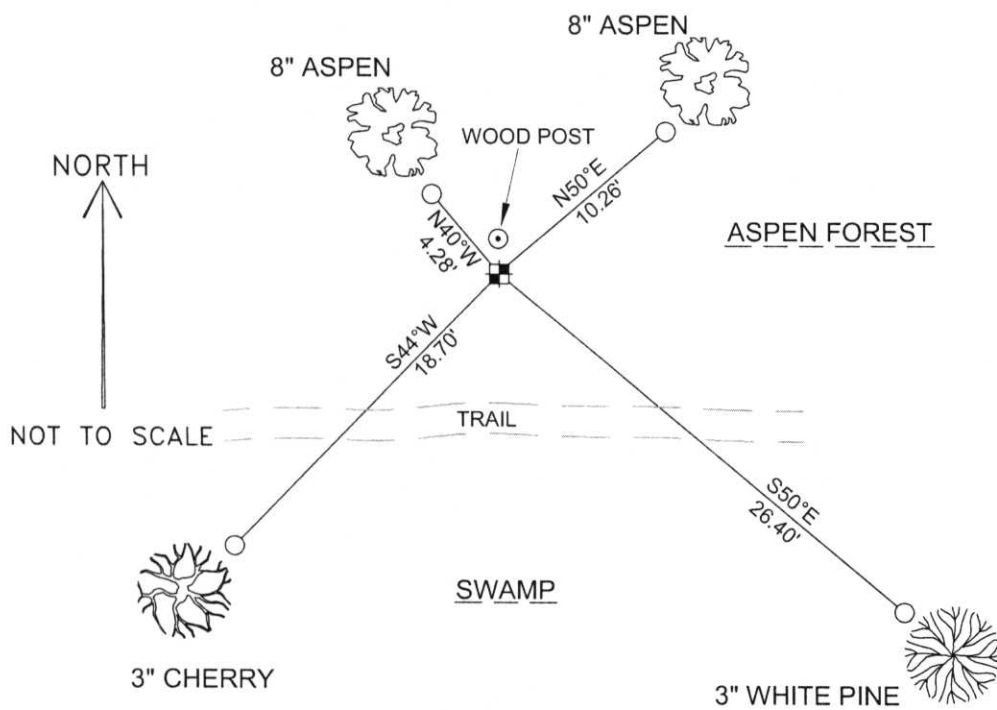 8" ASPEN
8" ASPEN
WOOD POST
NORTH
N50°E
10.26'
N40°W
4.28'
ASPEN FOREST
S44°W
18.70'
TRAIL
NOT TO SCALE
S50°E
26.40'
SWAMP
3" CHERRY
3" WHITE PINE